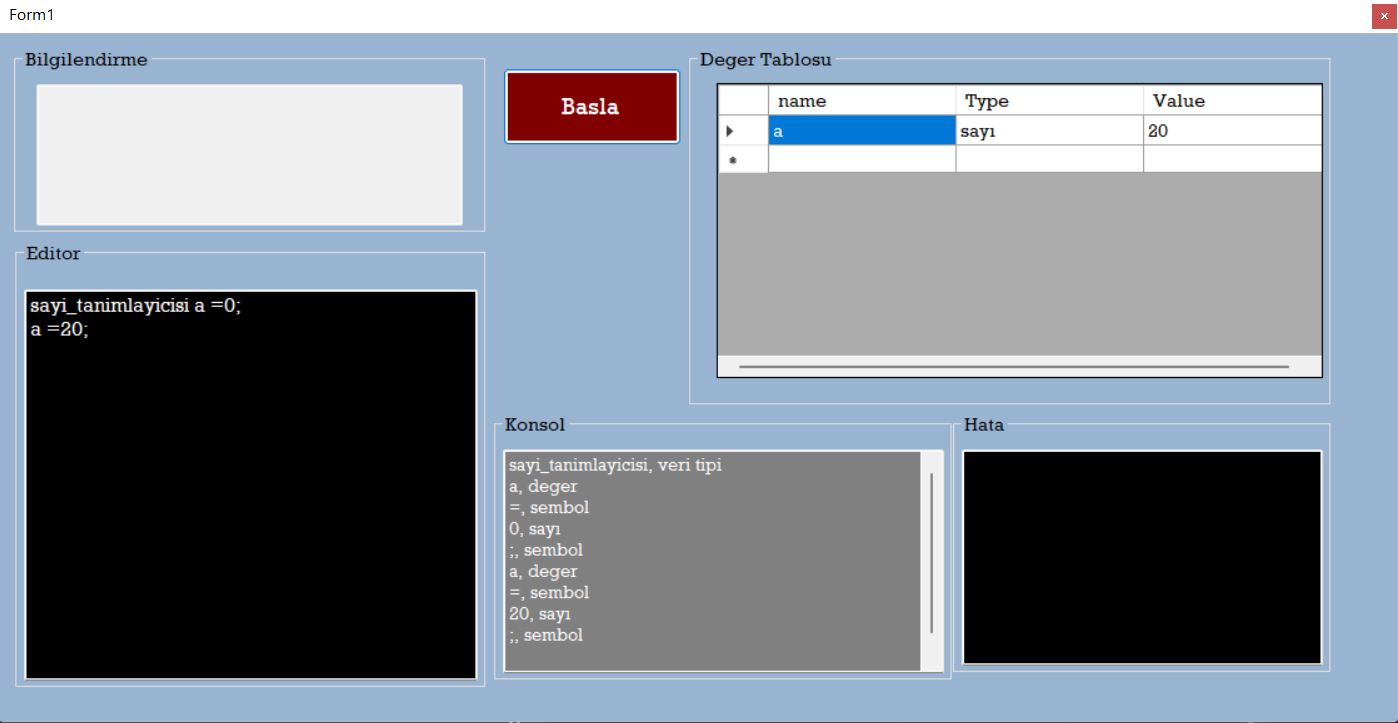 Form1
Bilgilendirme
Basla
Deger Tablosu
name Type Value
a sayı 20
Editor
sayi_tanimlayicisi a =0;
a =20;
Konsol
sayi_tanimlayicisi, veri tipi
a, deger
=, sembol
0, sayı
;, sembol
a, deger
=, sembol
20, sayı
;, sembol
Hata